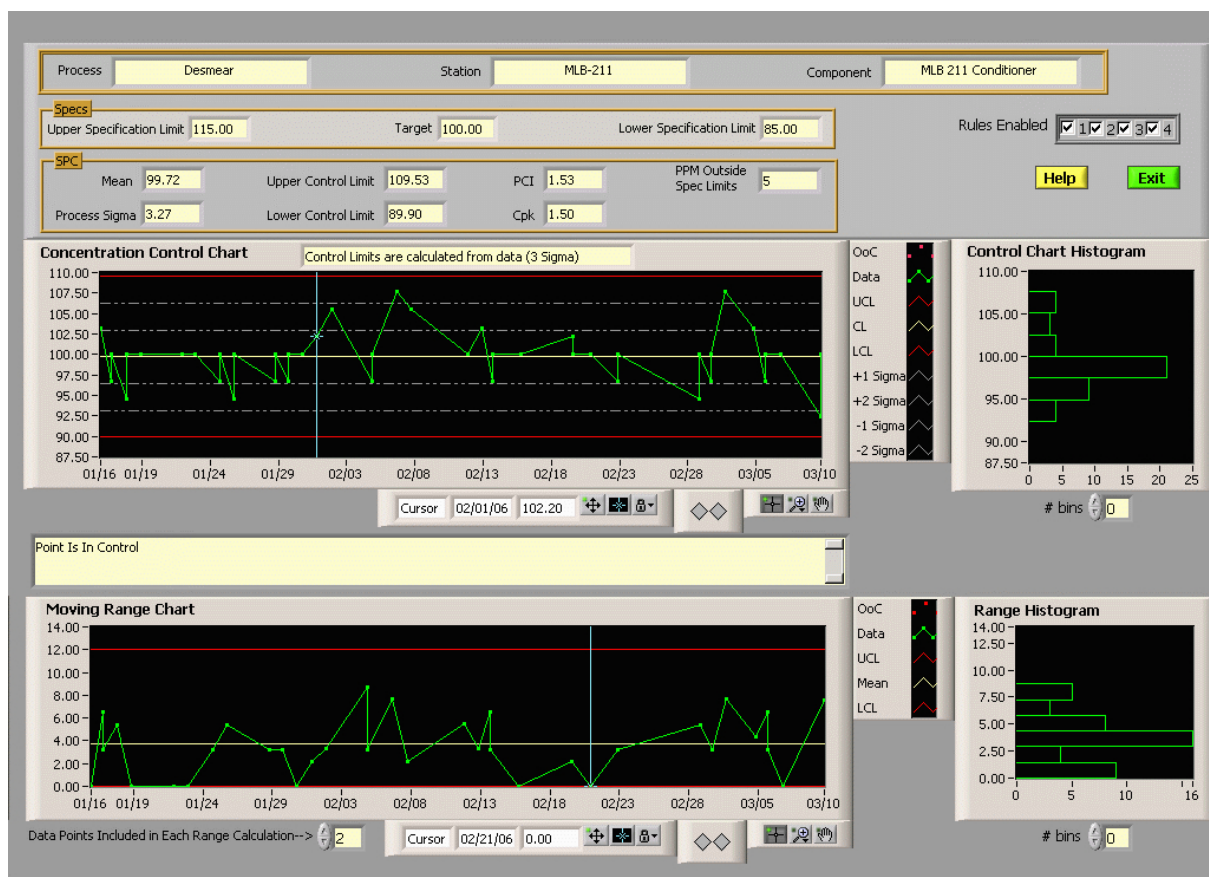 Process Desmear Station MLB-211 Component MLB 211 Conditioner
Specs
Upper Specification Limit 115.00 Target 100.00 Lower Specification Limit 85.00 Rules Enabled 1 2 3 4
SPC
Mean 99.72 Upper Control Limit 109.53 PCI 1.53 PPM Outside Spec Limits 5 Help Exit
Process Sigma 3.27 Lower Control Limit 89.90 Cpk 1.50
Concentration Control Chart Control Limits are calculated from data (3 Sigma)
110.00
107.50
105.00
102.50
100.00
97.50
95.00
92.50
90.00
87.50
01/16 01/19 01/24 01/29 02/03 02/08 02/13 02/18 02/23 02/28 03/05 03/10
OoC
Data
UCL
CL
LCL
+1 Sigma
+2 Sigma
-1 Sigma
-2 Sigma
Control Chart Histogram
110.00
105.00
100.00
95.00
90.00
87.50
0 5 10 15 20 25
Cursor 02/01/06 102.20
# bins 0
Point Is In Control
Moving Range Chart
14.00
12.00
10.00
8.00
6.00
4.00
2.00
0.00
01/16 01/19 01/24 01/29 02/03 02/08 02/13 02/18 02/23 02/28 03/05 03/10
OoC
Data
UCL
Mean
LCL
Range Histogram
14.00
12.50
10.00
7.50
5.00
2.50
0.00
0 5 10 16
Data Points Included in Each Range Calculation--> 2 Cursor 02/21/06 0.00
# bins 0